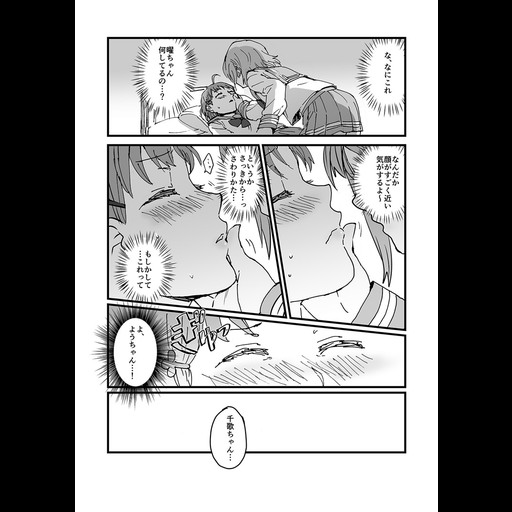 な、なにこれ
曜ちゃん
何してるの…?
なんだか
顔がすごく近い
気がするよ~
というか
さっきから…っ
さわりかた…
…
もしかして
…これって
ぎゅっ
よ、
ようちゃん…!
千歌ちゃん…